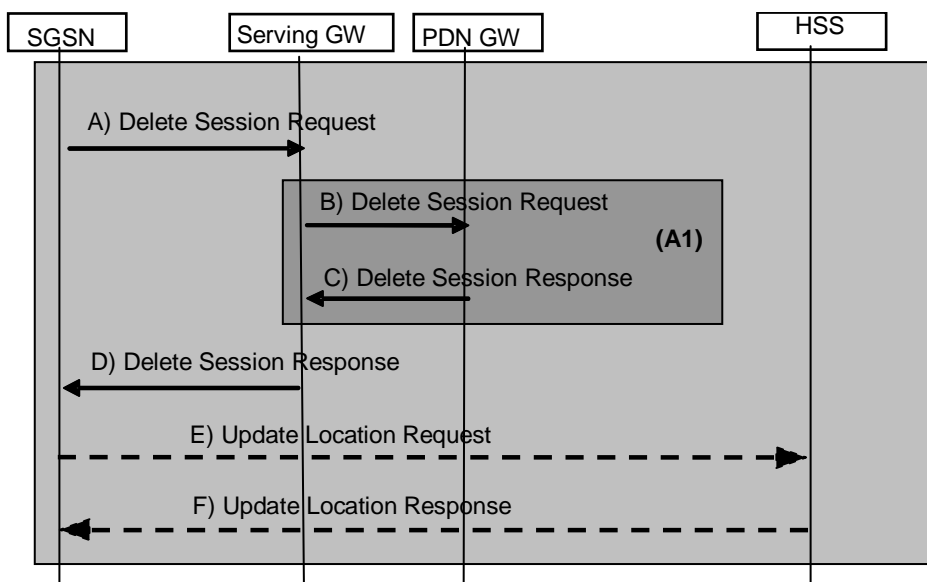 SGSN
Serving GW
PDN GW
HSS
A) Delete Session Request
B) Delete Session Request
(A1)
C) Delete Session Response
D) Delete Session Response
E) Update Location Request
F) Update Location Response